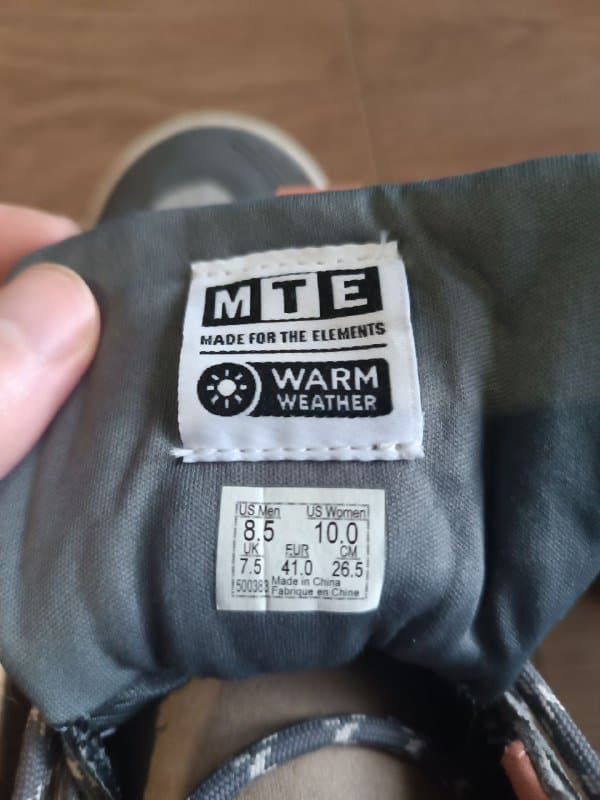 MTE
MADE FOR THE ELEMENTS
WARM
WEATHER
US Men US Women
8.5 10.0
UK EUR CM
7.5 41.0 26.5
500383 Made in China
Fabrique en Chine